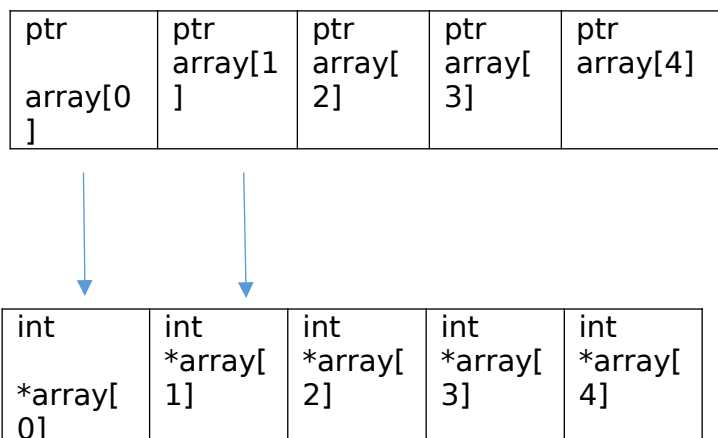 ptr
array[0
]
ptr
array[1
]
ptr
array[
2]
ptr
array[
3]
ptr
array[4]
int
*array[
0]
int
*array[
1]
int
*array[
2]
int
*array[
3]
int
*array[
4]